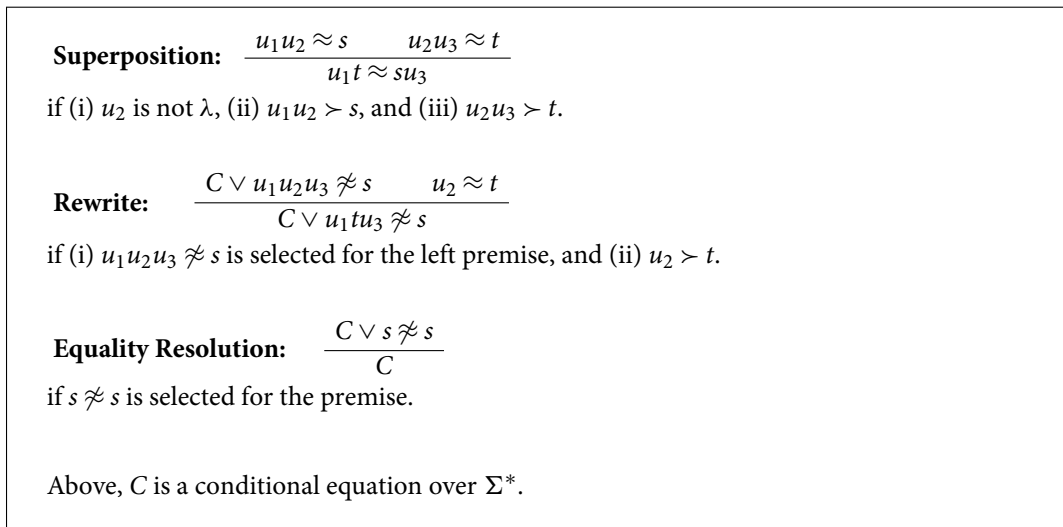 Superposition: u₁u₂ ≈ s u₂u₃ ≈ t
u₁t ≈ su₃
if (i) u₂ is not λ, (ii) u₁u₂ ≻ s, and (iii) u₂u₃ ≻ t.
Rewrite: C ∨ u₁u₂u₃ ≉ s u₂ ≈ t
C ∨ u₁tu₃ ≉ s
if (i) u₁u₂u₃ ≉ s is selected for the left premise, and (ii) u₂ ≻ t.
Equality Resolution: C ∨ s ≉ s
C
if s ≉ s is selected for the premise.
Above, C is a conditional equation over Σ*.